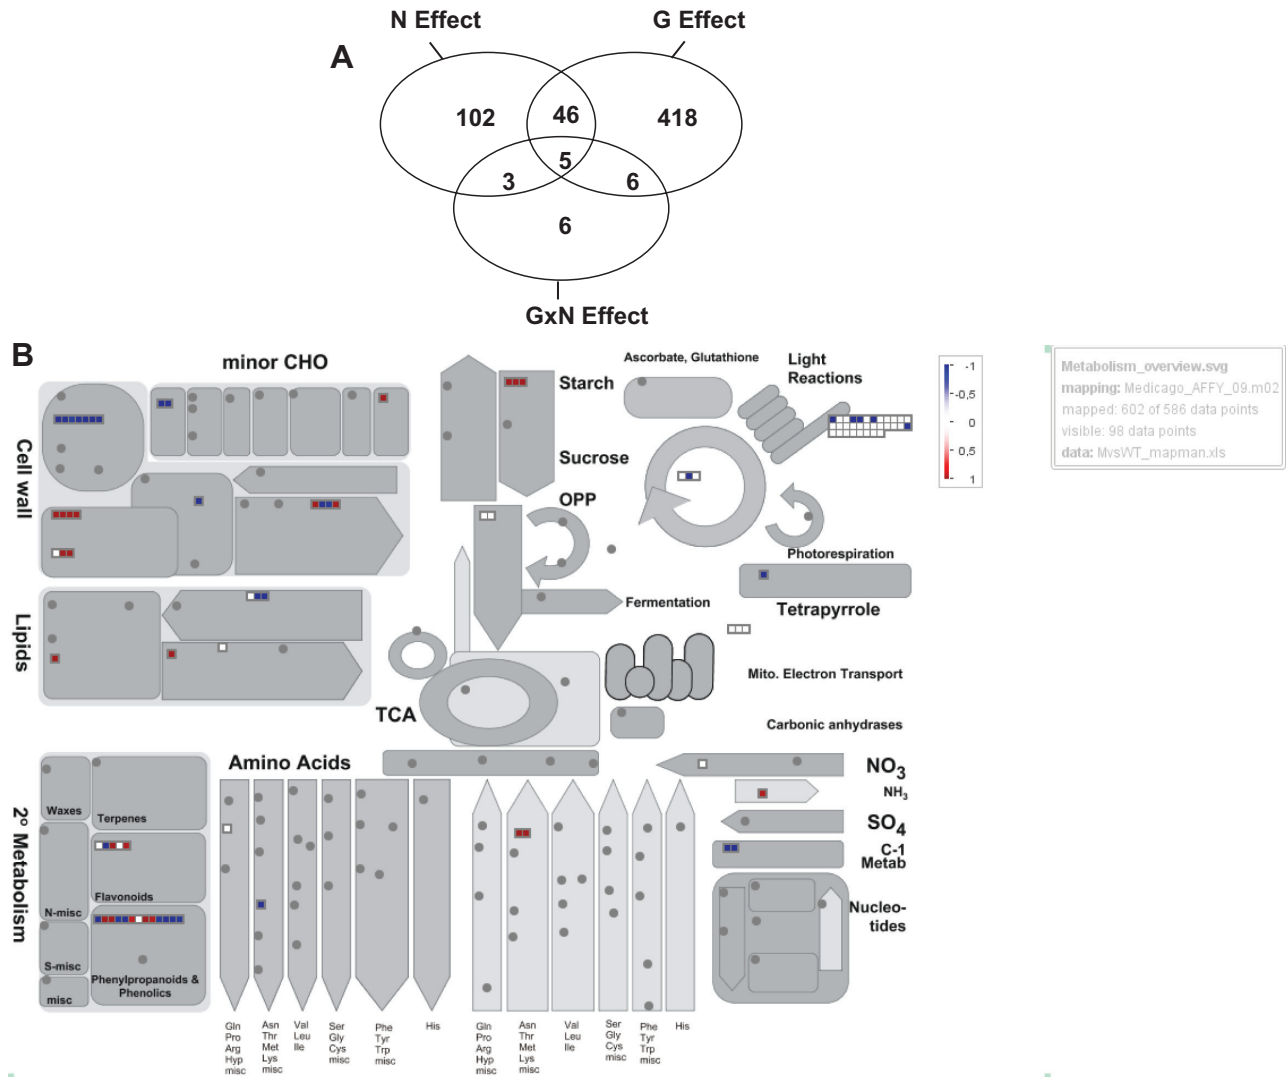 N Effect
G Effect
A
102
46
418
5
3
6
6
GxN Effect
B
minor CHO
Cell wall
Lipids
Starch
Sucrose
OPP
Ascorbate, Glutathione
Light
Reactions
-1
-0,5
0
0,5
1
Metabolism_overview.svg
mapping: Medicago_AFFY_09.m02
mapped: 602 of 586 data points
visible: 98 data points
data: MvsWT_mapman.xls
Photorespiration
Tetrapyrrole
Fermentation
Mito. Electron Transport
TCA
Carbonic anhydrases
Amino Acids
NO3
NH3
SO4
C-1
Metab
Nucleo-
tides
2º Metabolism
Waxes
Terpenes
Flavonoids
N-misc
S-misc
misc
Phenylpropanoids &
Phenolics
Gln
Pro
Arg
Hyp
misc
Asn
Thr
Met
Lys
misc
Val
Leu
Ile
Ser
Gly
Cys
misc
Phe
Tyr
Trp
misc
His
Gln
Pro
Arg
Hyp
misc
Asn
Thr
Met
Lys
misc
Val
Leu
Ile
Ser
Gly
Cys
misc
Phe
Tyr
Trp
misc
His